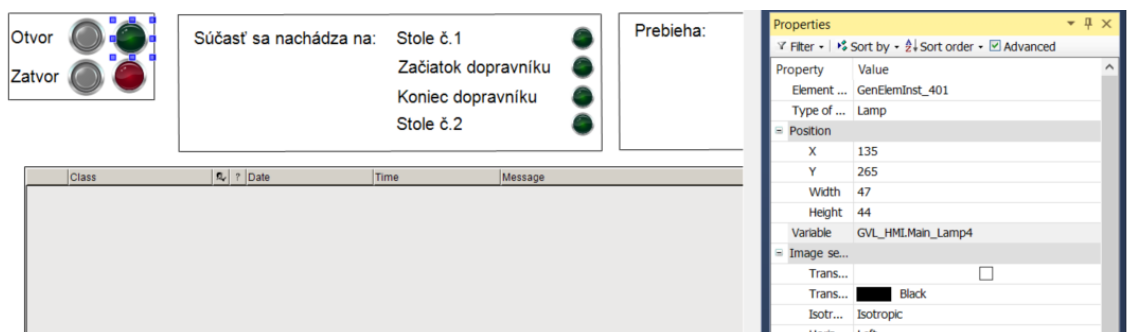 Otvor
Zatvor
Súčasť sa nachádza na:
Stole č.1
Začiatok dopravníku
Koniec dopravníku
Stole č.2
Prebieha:
Class ? Date Time Message
Properties
Filter Sort by Sort order Advanced
Property Value
Element ... GenElemInst_401
Type of ... Lamp
Position
X 135
Y 265
Width 47
Height 44
Variable GVL_HMI.Main_Lamp4
Image se...
Trans...
Trans... Black
Isotr... Isotropic